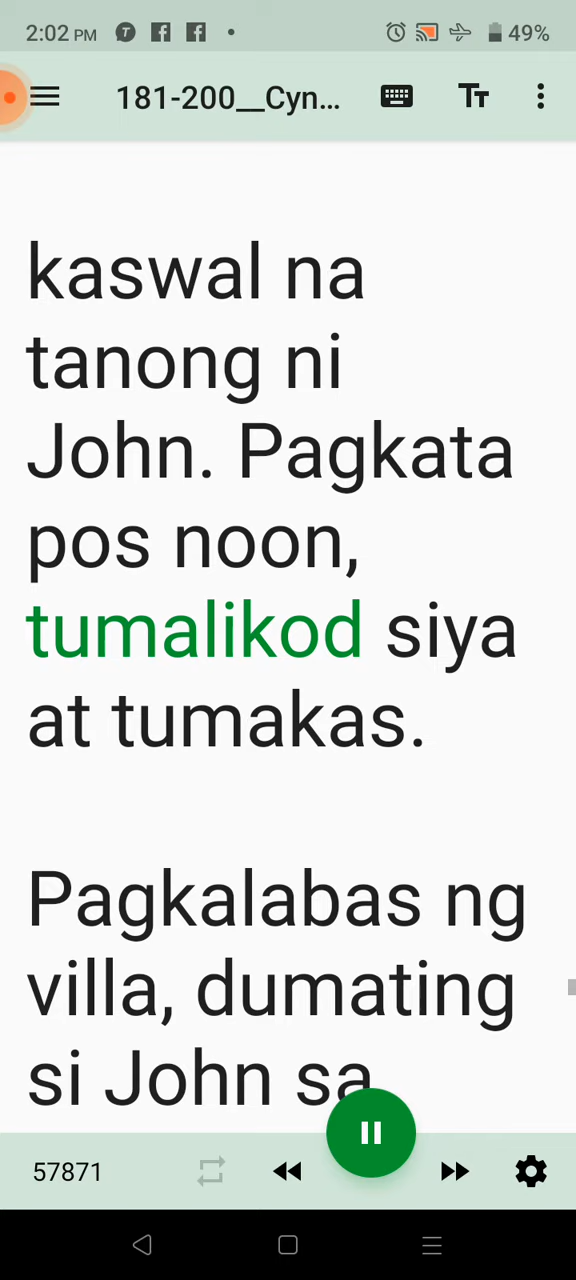 2:02 PM
49%
181-200__Cyn...
kaswal na
tanong ni
John. Pagkata
pos noon,
tumalikod siya
at tumakas.
Pagkalabas ng
villa, dumating
si John sa
57871